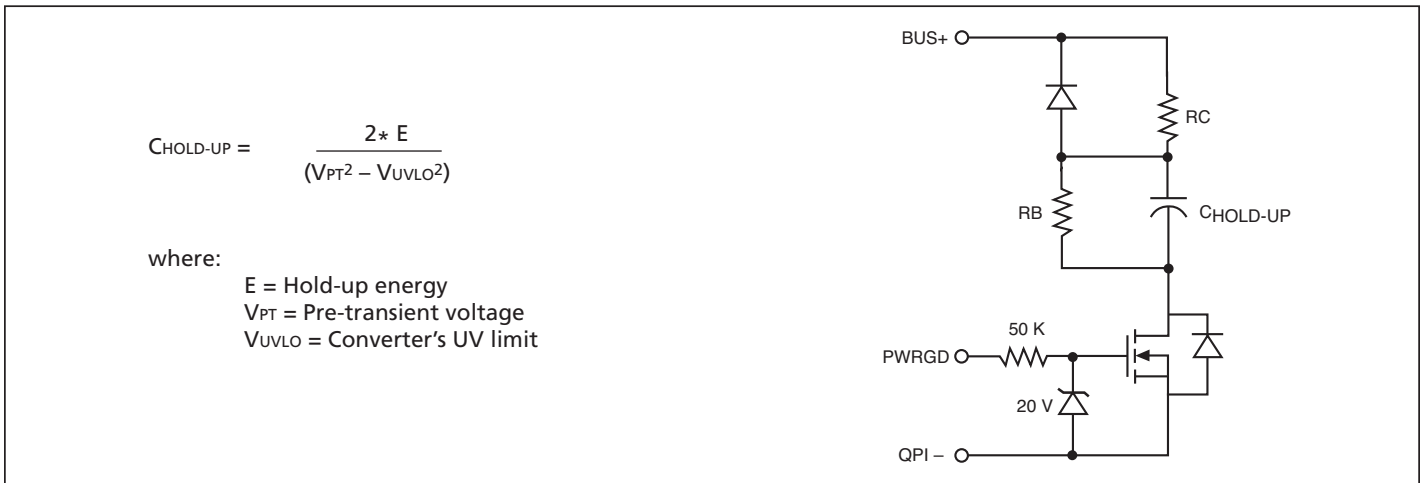 CHOLD-UP =
2* E
(VPT2 – VUVLO2)
where:
E = Hold-up energy
VPT = Pre-transient voltage
VUVLO = Converter's UV limit
BUS+
RC
RB
CHOLD-UP
50 K
PWRGD
20 V
QPI –